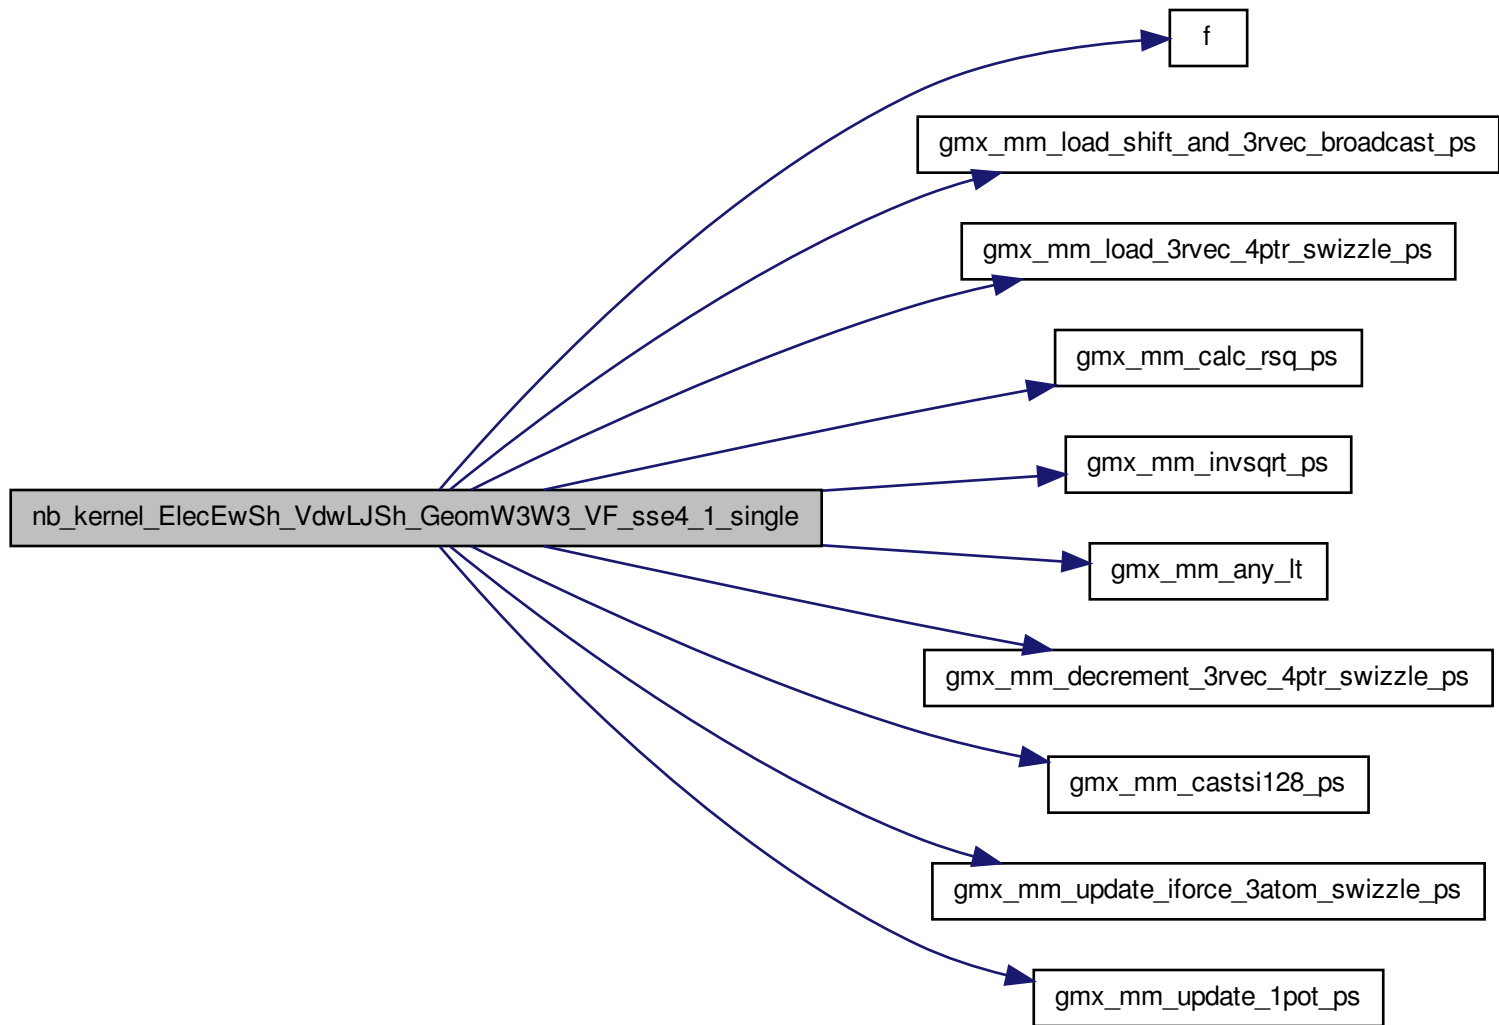 f
gmx_mm_load_shift_and_3rvec_broadcast_ps
gmx_mm_load_3rvec_4ptr_swizzle_ps
gmx_mm_calc_rsq_ps
gmx_mm_invsqrt_ps
nb_kernel_ElecEwSh_VdwLJSh_GeomW3W3_VF_sse4_1_single
gmx_mm_any_lt
gmx_mm_decrement_3rvec_4ptr_swizzle_ps
gmx_mm_castsi128_ps
gmx_mm_update_iforce_3atom_swizzle_ps
gmx_mm_update_1pot_ps